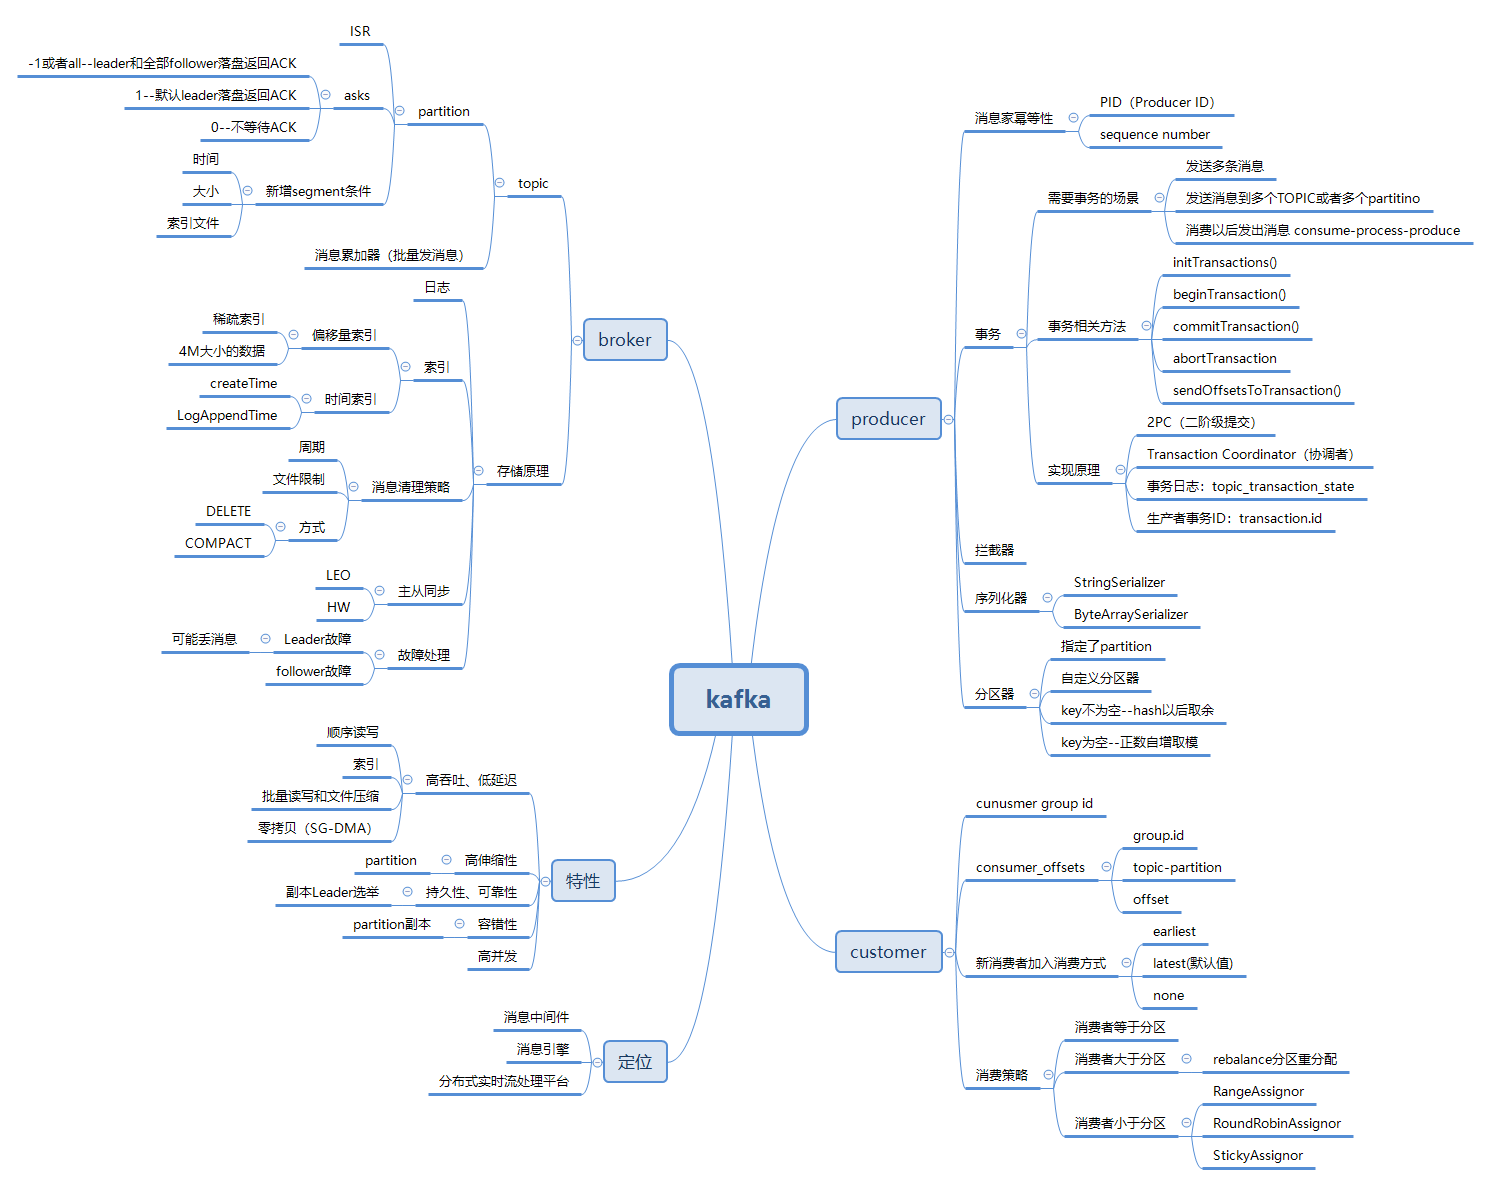 kafka
broker
topic
partition
ISR
asks
-1或者all--leader和全部follower落盘返回ACK
1--默认leader落盘返回ACK
0--不等待ACK
新增segment条件
时间
大小
索引文件
消息累加器（批量发消息）
存储原理
日志
索引
偏移量索引
稀疏索引
4M大小的数据
时间索引
createTime
LogAppendTime
消息清理策略
周期
文件限制
方式
DELETE
COMPACT
主从同步
LEO
HW
故障处理
Leader故障
可能丢消息
follower故障
特性
高吞吐、低延迟
顺序读写
索引
批量读写和文件压缩
零拷贝（SG-DMA）
高伸缩性
partition
持久性、可靠性
副本Leader选举
容错性
partition副本
高并发
定位
消息中间件
消息引擎
分布式实时流处理平台
producer
消息家幂等性
PID（Producer ID）
sequence number
事务
需要事务的场景
发送多条消息
发送消息到多个TOPIC或者多个partitino
消费以后发出消息 consume-process-produce
事务相关方法
initTransactions()
beginTransaction()
commitTransaction()
abortTransaction
sendOffsetsToTransaction()
实现原理
2PC（二阶级提交）
Transaction Coordinator（协调者）
事务日志：topic_transaction_state
生产者事务ID：transaction.id
拦截器
序列化器
StringSerializer
ByteArraySerializer
分区器
指定了partition
自定义分区器
key不为空--hash以后取余
key为空--正数自增取模
customer
cunusmer group id
consumer_offsets
group.id
topic-partition
offset
新消费者加入消费方式
earliest
latest(默认值)
none
消费策略
消费者等于分区
消费者大于分区
rebalance分区重分配
消费者小于分区
RangeAssignor
RoundRobinAssignor
StickyAssignor